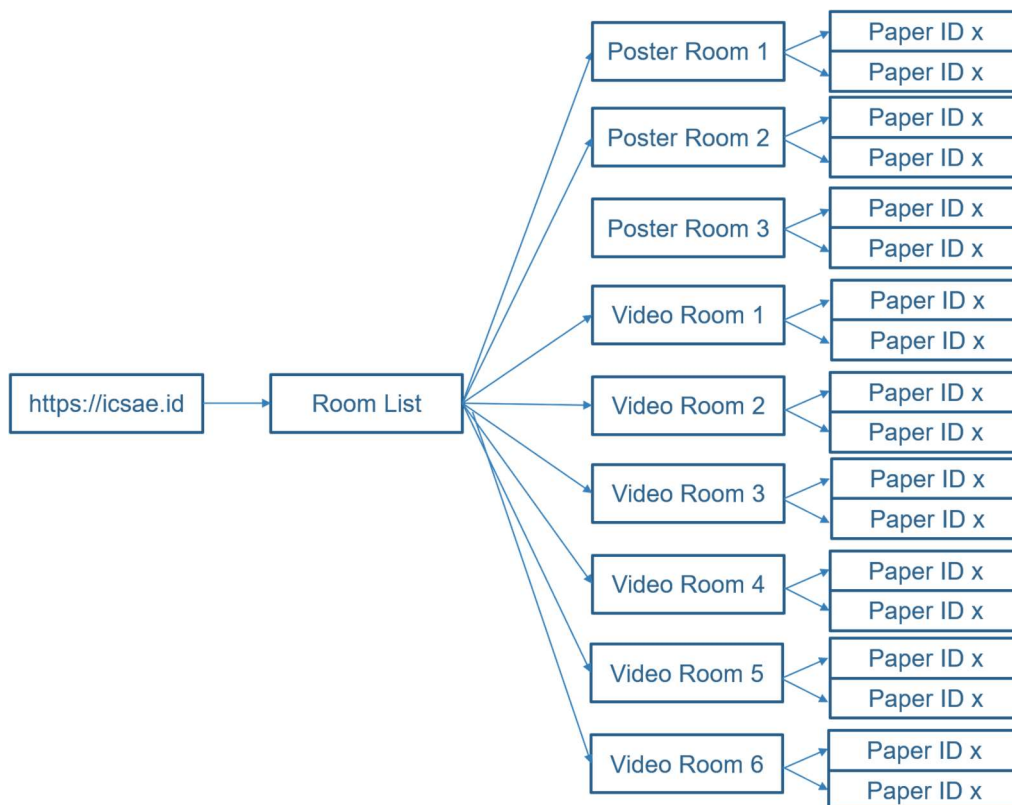 https://icsae.id
Room List
Poster Room 1
Paper ID x
Paper ID x
Poster Room 2
Paper ID x
Paper ID x
Poster Room 3
Paper ID x
Paper ID x
Video Room 1
Paper ID x
Paper ID x
Video Room 2
Paper ID x
Paper ID x
Video Room 3
Paper ID x
Paper ID x
Video Room 4
Paper ID x
Paper ID x
Video Room 5
Paper ID x
Paper ID x
Video Room 6
Paper ID x
Paper ID x